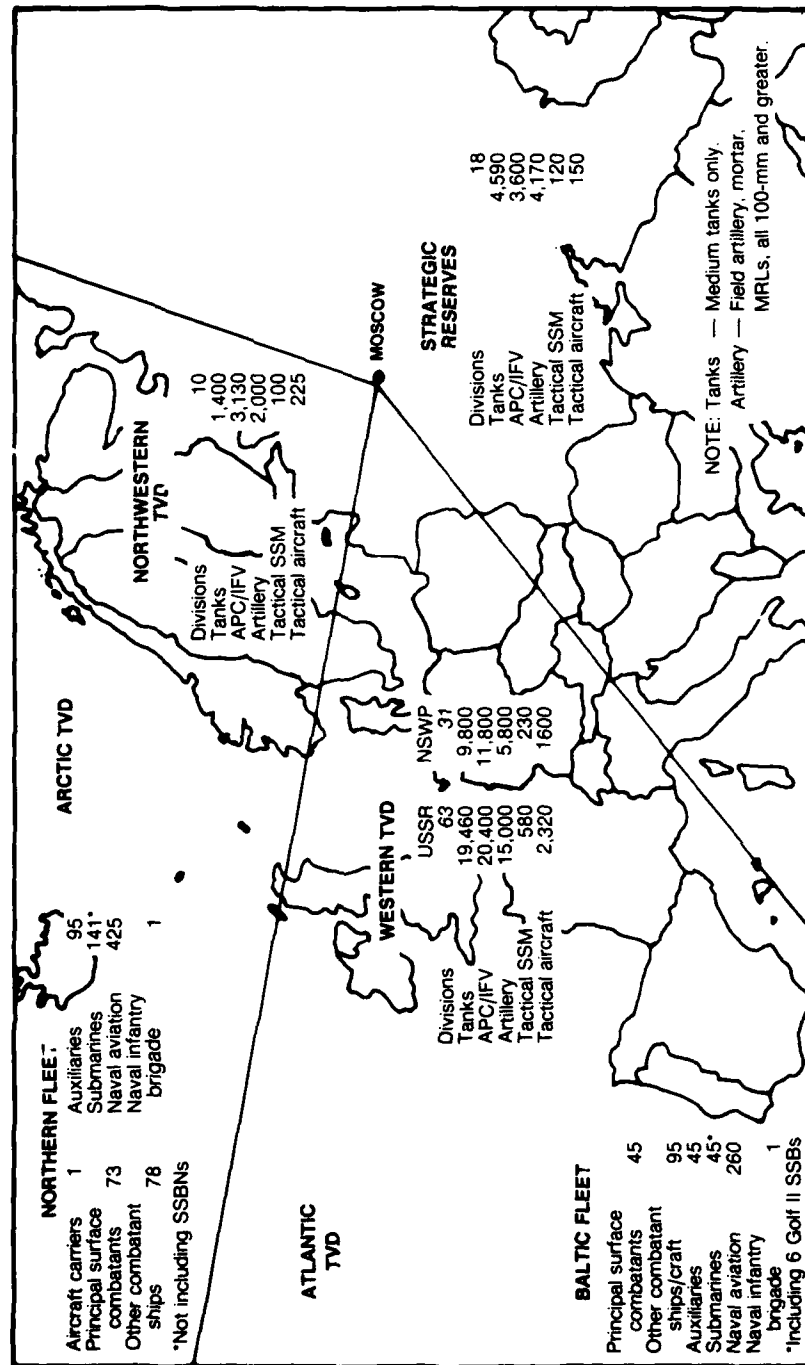 NORTHERN FLEET
Aircraft carriers 1
Principal surface
combatants 73
Other combatant
ships 78
*Not including SSBNs
Auxiliaries 95
Submarines 141*
Naval aviation 425
Naval infantry
brigade 1
ARCTIC TVD
NORTHWESTERN
TVD
Divisions 10
Tanks 1,400
APC/IFV 3,130
Artillery 2,000
Tactical SSM 100
Tactical aircraft 225
MOSCOW
ATLANTIC
TVD
WESTERN TVD
USSR NSWP
Divisions 63 31
Tanks 19,460 9,800
APC/IFV 20,400 11,800
Artillery 15,000 5,800
Tactical SSM 580 230
Tactical aircraft 2,320 1600
STRATEGIC
RESERVES
Divisions 18
Tanks 4,590
APC/IFV 3,600
Artillery 4,170
Tactical SSM 120
Tactical aircraft 150
BALTIC FLEET
Principal surface
combatants 45
Other combatant
ships/craft 95
Auxiliaries 45
Submarines 45*
Naval aviation 260
Naval infantry
brigade 1
*Including 6 Golf II SSBs
NOTE: Tanks — Medium tanks only.
Artillery — Field artillery, mortar,
MRLs, all 100-mm and greater.